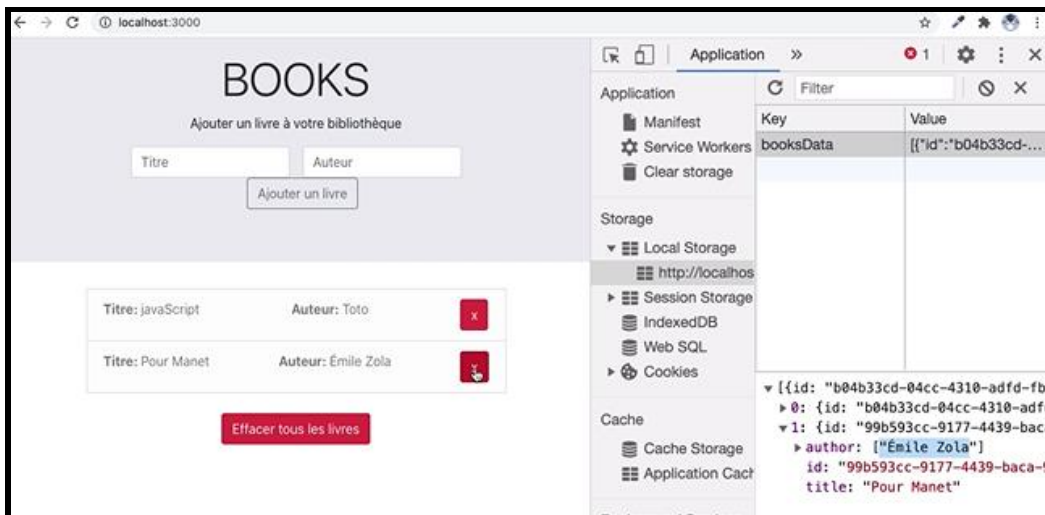 localhost:3000
BOOKS
Ajouter un livre à votre bibliothèque
Titre Auteur
Ajouter un livre
Titre: javaScript Auteur: Toto x
Titre: Pour Manet Auteur: Émile Zola
Effacer tous les livres
Application » 1
Application
Manifest
Service Workers
Clear storage
Storage
Local Storage
http://localhos
Session Storage
IndexedDB
Web SQL
Cookies
Cache
Cache Storage
Application Cach
Filter
Key Value
booksData [{"id":"b04b33cd-...
[{id: "b04b33cd-04cc-4310-adfd-fb
0: {id: "b04b33cd-04cc-4310-adf
1: {id: "99b593cc-9177-4439-bac
author: ["Émile Zola"]
id: "99b593cc-9177-4439-baca-9
title: "Pour Manet"